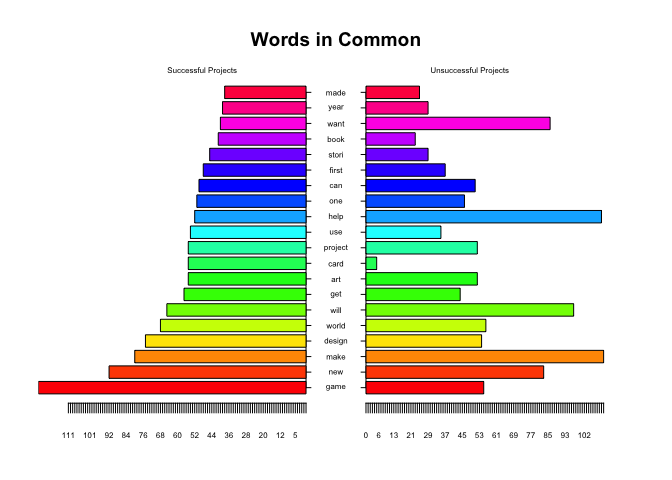 Words in Common
Successful Projects Unsuccessful Projects
made
year
want
book
stori
first
can
one
help
use
project
card
art
get
will
world
design
make
new
game
111 101 92 84 76 68 60 52 44 36 28 20 12 5 0 6 13 21 29 37 45 53 61 69 77 85 93 102